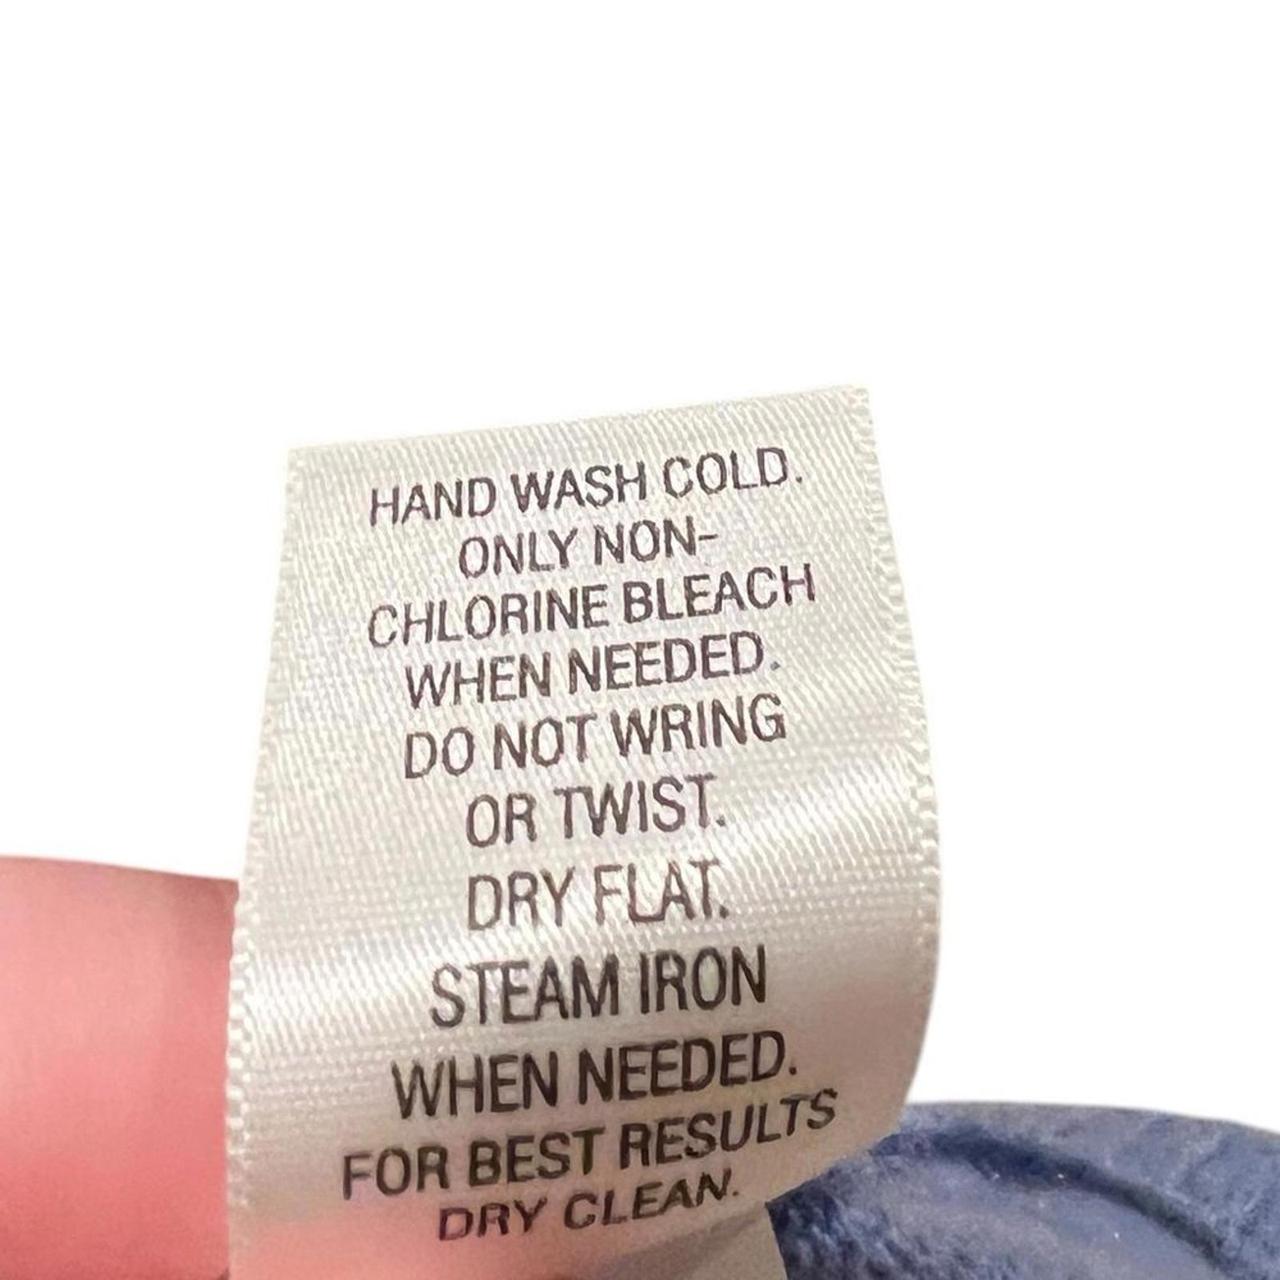 HAND WASH COLD.
ONLY NON-
CHLORINE BLEACH
WHEN NEEDED.
DO NOT WRING
OR TWIST.
DRY FLAT.
STEAM IRON
WHEN NEEDED.
FOR BEST RESULTS
DRY CLEAN.